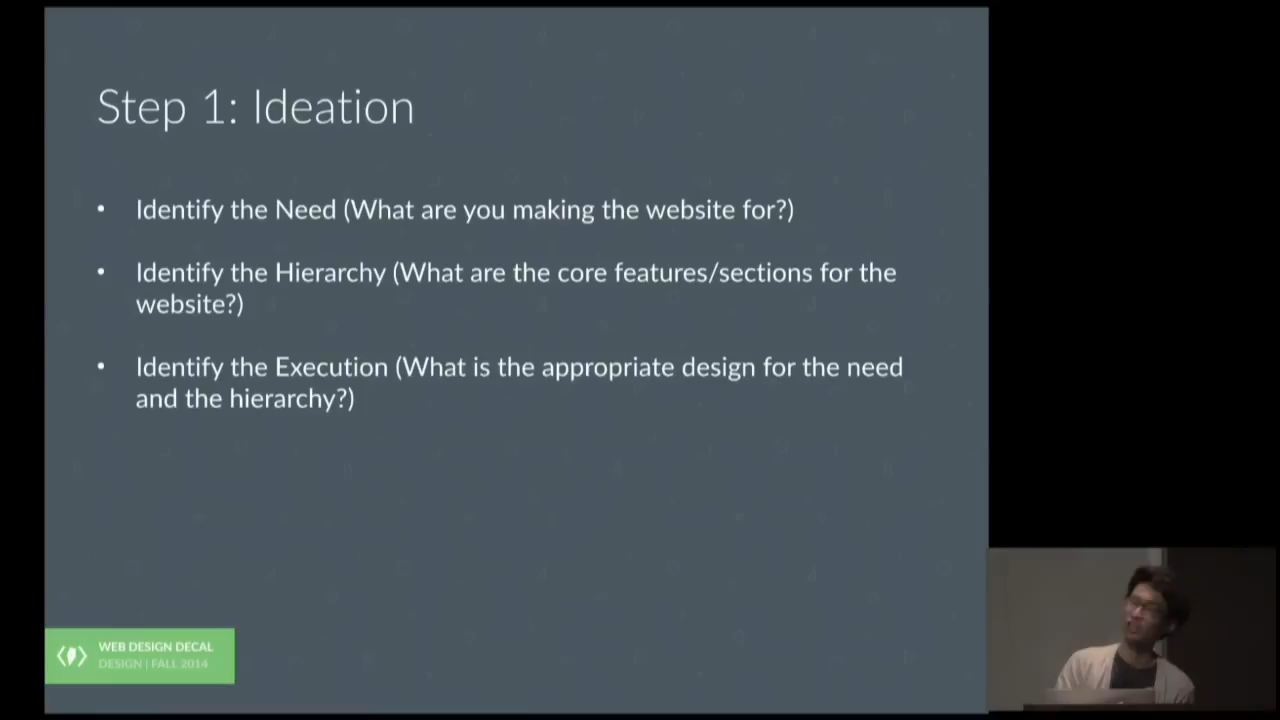 Step 1: Ideation
• Identify the Need (What are you making the website for?)
• Identify the Hierarchy (What are the core features/sections for the
website?)
• Identify the Execution (What is the appropriate design for the need
and the hierarchy?)
WEB DESIGN DECAL
DESIGN | FALL 2014